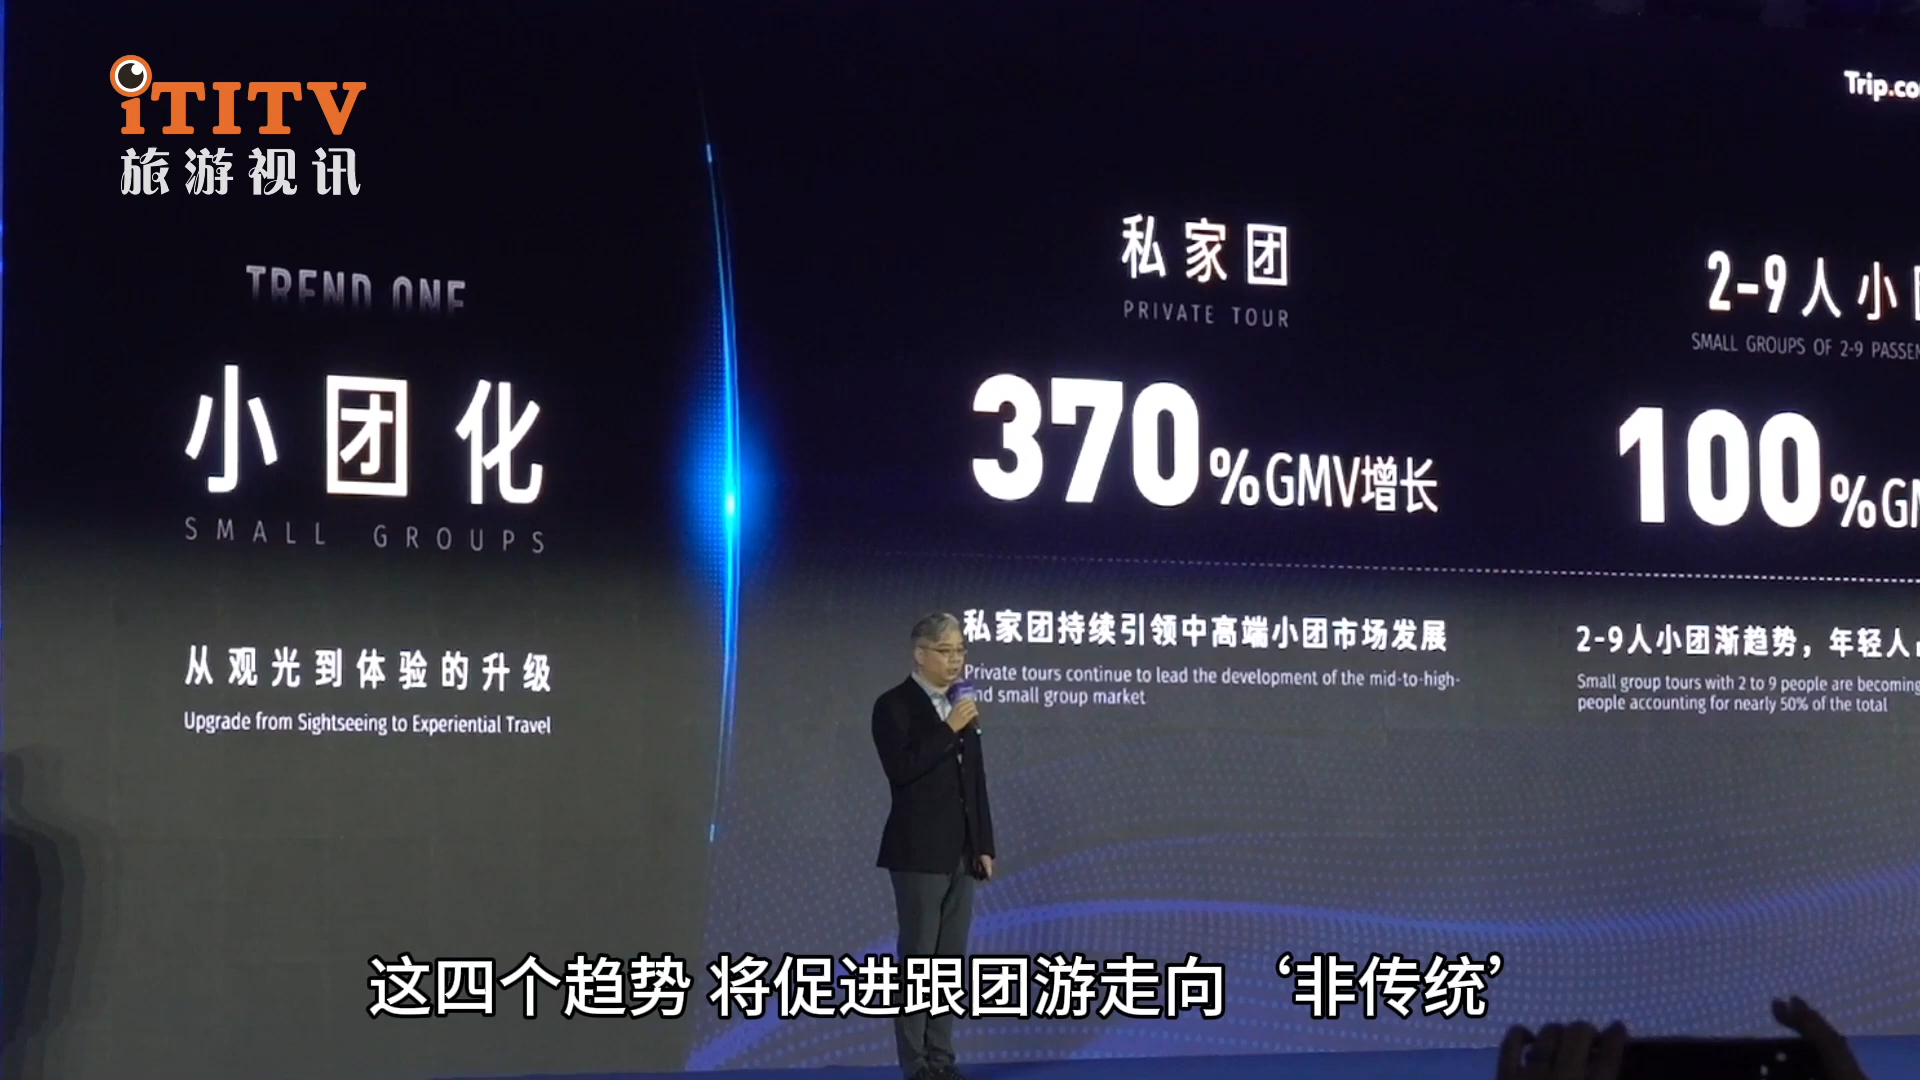 iTITV
旅游视讯
Trip.co
TREND ONE
小团化
SMALL GROUPS
从观光到体验的升级
Upgrade from Sightseeing to Experiential Travel
私家团
PRIVATE TOUR
370%GMV增长
私家团持续引领中高端小团市场发展
Private tours continue to lead the development of the mid-to-high-
nd small group market
2-9人小
SMALL GROUPS OF 2-9 PASSEN
100%GM
2-9人小团渐趋势，年轻人
Small group tours with 2 to 9 people are becoming
people accounting for nearly 50% of the total
这四个趋势 将促进跟团游走向‘非传统’